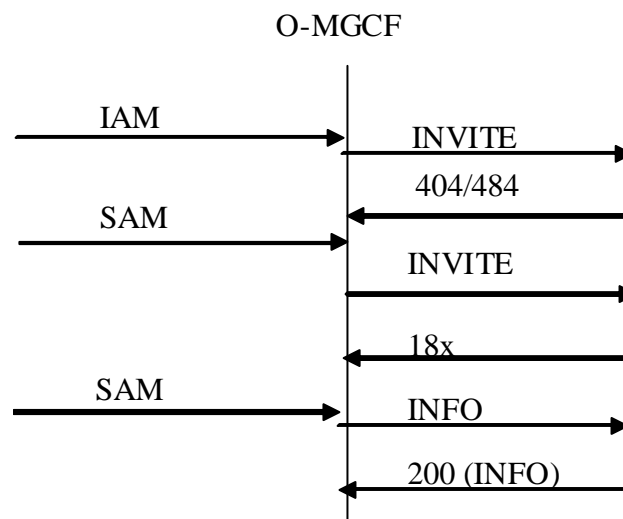 O-MGCF
IAM
INVITE
404/484
SAM
INVITE
18x
SAM
INFO
200 (INFO)